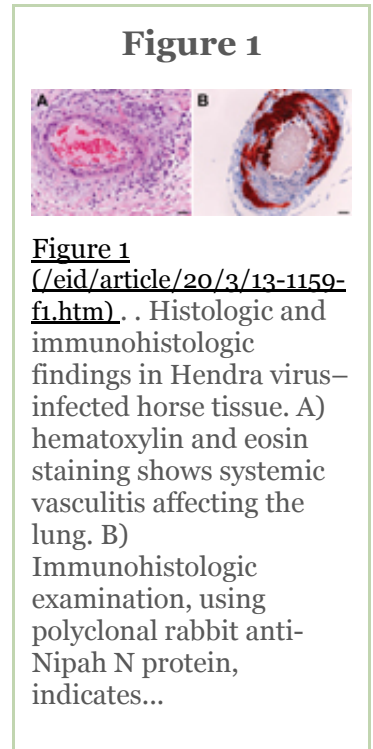 Figure 1
A
B
Figure 1
(/eid/article/20/3/13-1159-
f1.htm) . . Histologic and
immunohistologic
findings in Hendra virus–
infected horse tissue. A)
hematoxylin and eosin
staining shows systemic
vasculitis affecting the
lung. B)
Immunohistologic
examination, using
polyclonal rabbit anti-
Nipah N protein,
indicates...